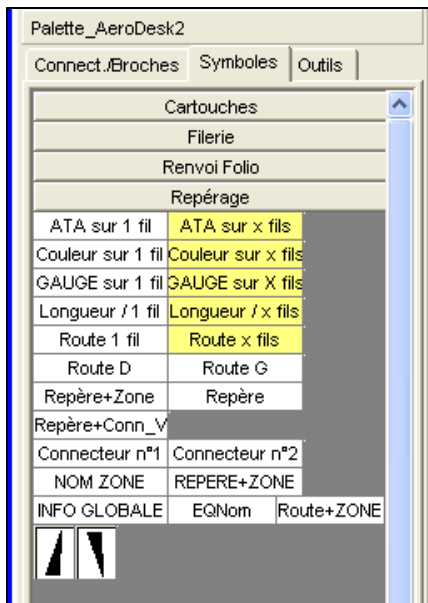 Palette_AeroDesk2
Connect./Broches Symboles Outils
Cartouches
Filerie
Renvoi Folio
Repérage
ATA sur 1 fil ATA sur x fils
Couleur sur 1 fil Couleur sur x fils
GAUGE sur 1 fil GAUGE sur X fils
Longueur / 1 fil Longueur / x fils
Route 1 fil Route x fils
Route D Route G
Repère+Zone Repère
Repère+Conn_V
Connecteur n°1 Connecteur n°2
NOM ZONE REPERE+ZONE
INFO GLOBALE EQNom Route+ZONE